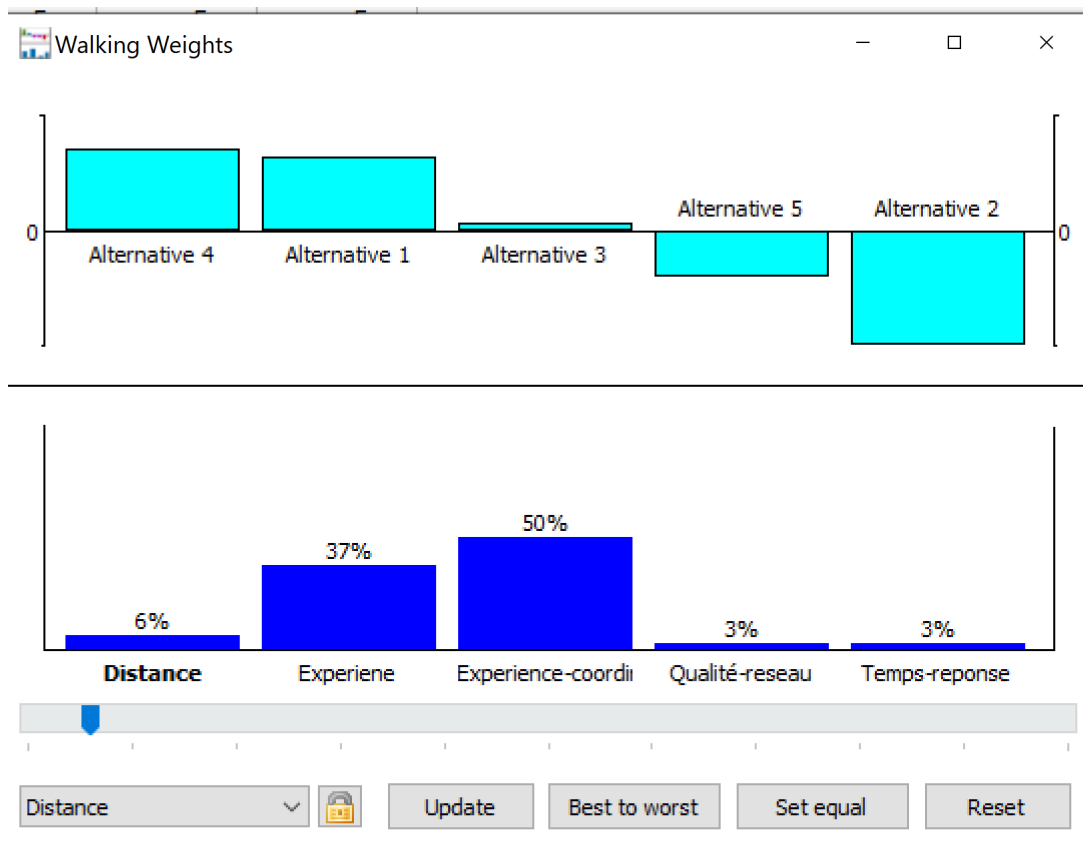 Walking Weights
Alternative 5 Alternative 2
0 0
Alternative 4 Alternative 1 Alternative 3
50%
37%
6%
3% 3%
Distance Experiene Experience-coordi Qualité-reseau Temps-reponse
Distance Update Best to worst Set equal Reset